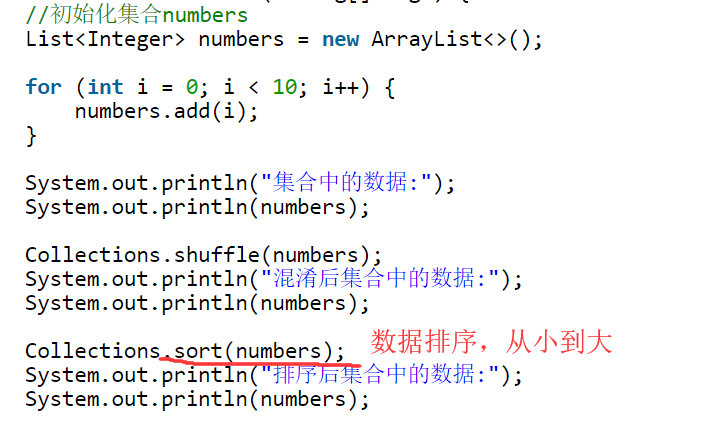 //初始化集合numbers
List<Integer> numbers = new ArrayList<>();
for (int i = 0; i < 10; i++) {
    numbers.add(i);
}
System.out.println("集合中的数据:");
System.out.println(numbers);
Collections.shuffle(numbers);
System.out.println("混淆后集合中的数据:");
System.out.println(numbers);
Collections.sort(numbers); 数据排序，从小到大
System.out.println("排序后集合中的数据:");
System.out.println(numbers);